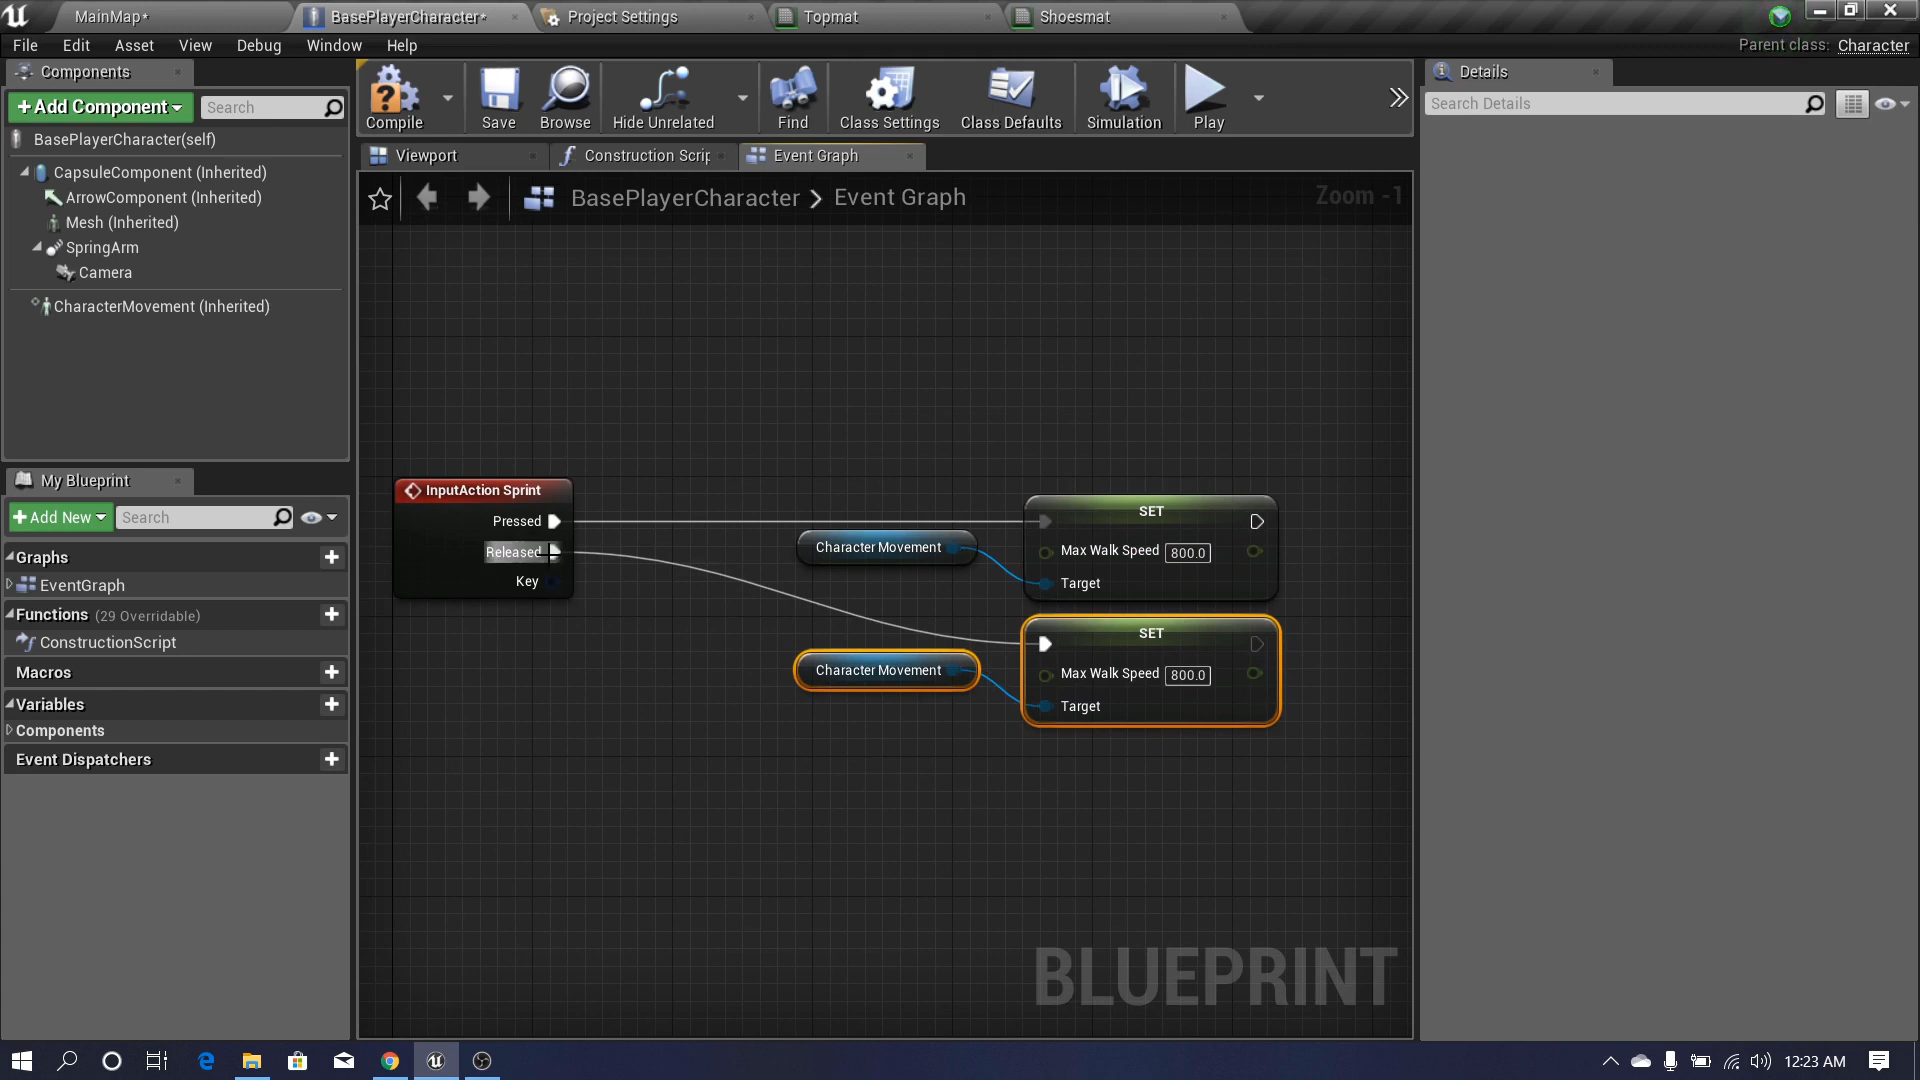 MainMap*
BasePlayerCharacter*
Project Settings
Topmat
Shoesmat
File Edit Asset View Debug Window Help
Parent class: Character
Components
+Add Component
Search
BasePlayerCharacter(self)
CapsuleComponent (Inherited)
ArrowComponent (Inherited)
Mesh (Inherited)
SpringArm
Camera
CharacterMovement (Inherited)
My Blueprint
+Add New
Search
Graphs
EventGraph
Functions (29 Overridable)
ConstructionScript
Macros
Variables
Components
Event Dispatchers
Compile
Save
Browse
Hide Unrelated
Find
Class Settings
Class Defaults
Simulation
Play
Viewport
Construction Scrip
Event Graph
BasePlayerCharacter > Event Graph
Zoom -1
InputAction Sprint
Pressed
Released
Key
Character Movement
SET
Max Walk Speed 800.0
Target
Character Movement
SET
Max Walk Speed 800.0
Target
BLUEPRINT
Details
Search Details
12:23 AM